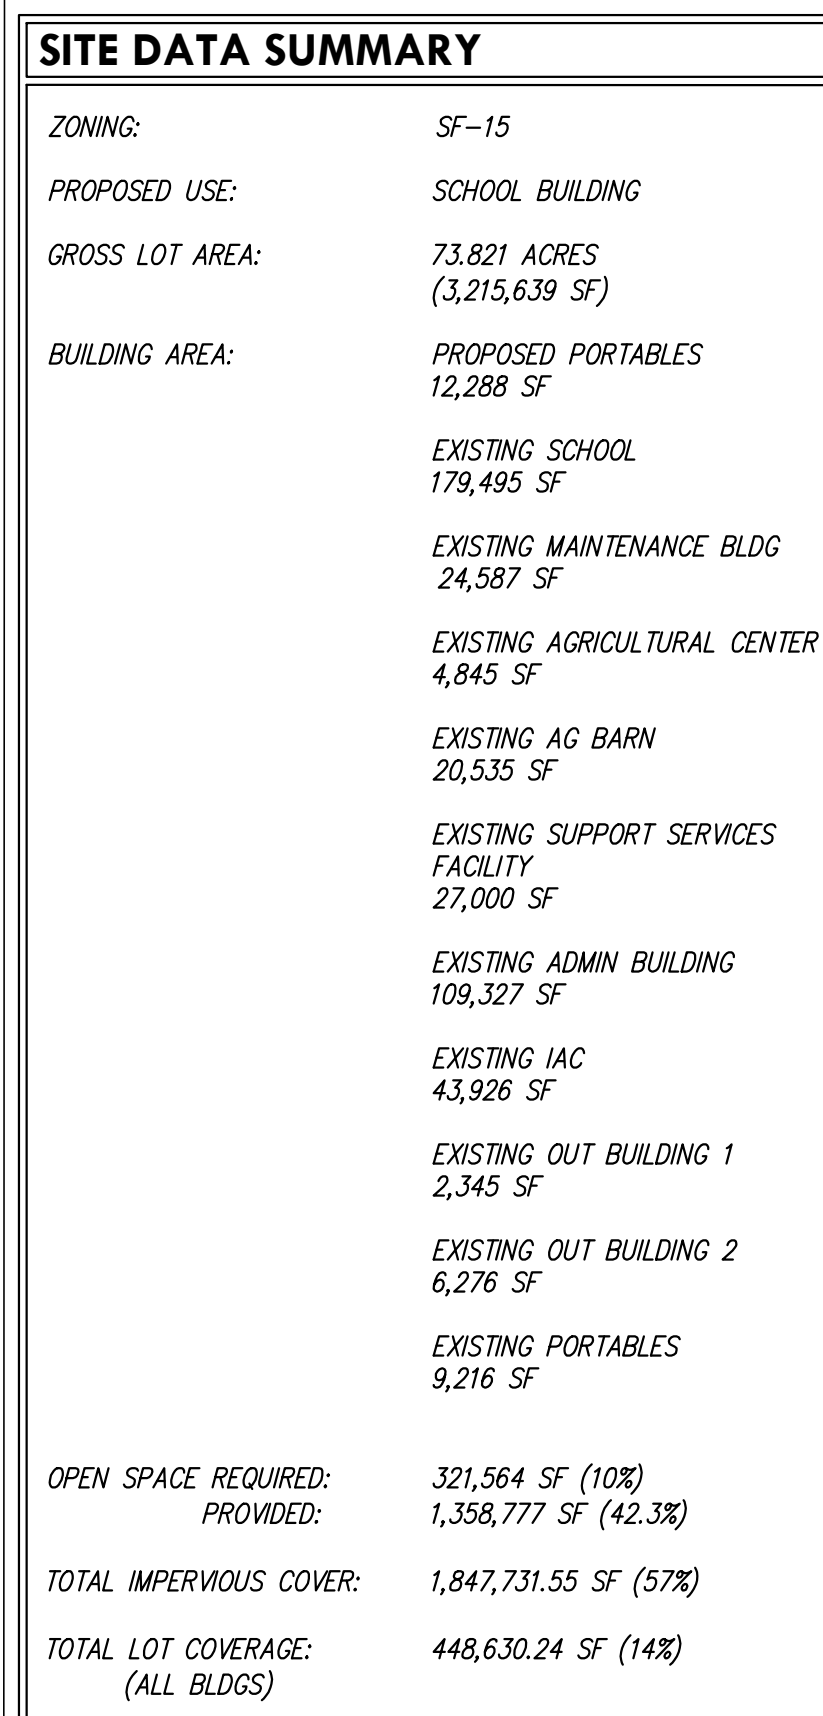 SITE DATA SUMMARY
ZONING: SF-15
PROPOSED USE: SCHOOL BUILDING
GROSS LOT AREA: 73.821 ACRES
(3,215,639 SF)
BUILDING AREA: PROPOSED PORTABLES
12,288 SF
EXISTING SCHOOL
179,495 SF
EXISTING MAINTENANCE BLDG
24,587 SF
EXISTING AGRICULTURAL CENTER
4,845 SF
EXISTING AG BARN
20,535 SF
EXISTING SUPPORT SERVICES
FACILITY
27,000 SF
EXISTING ADMIN BUILDING
109,327 SF
EXISTING IAC
43,926 SF
EXISTING OUT BUILDING 1
2,345 SF
EXISTING OUT BUILDING 2
6,276 SF
EXISTING PORTABLES
9,216 SF
OPEN SPACE REQUIRED: 321,564 SF (10%)
PROVIDED: 1,358,777 SF (42.3%)
TOTAL IMPERVIOUS COVER: 1,847,731.55 SF (57%)
TOTAL LOT COVERAGE: 448,630.24 SF (14%)
(ALL BLDGS)